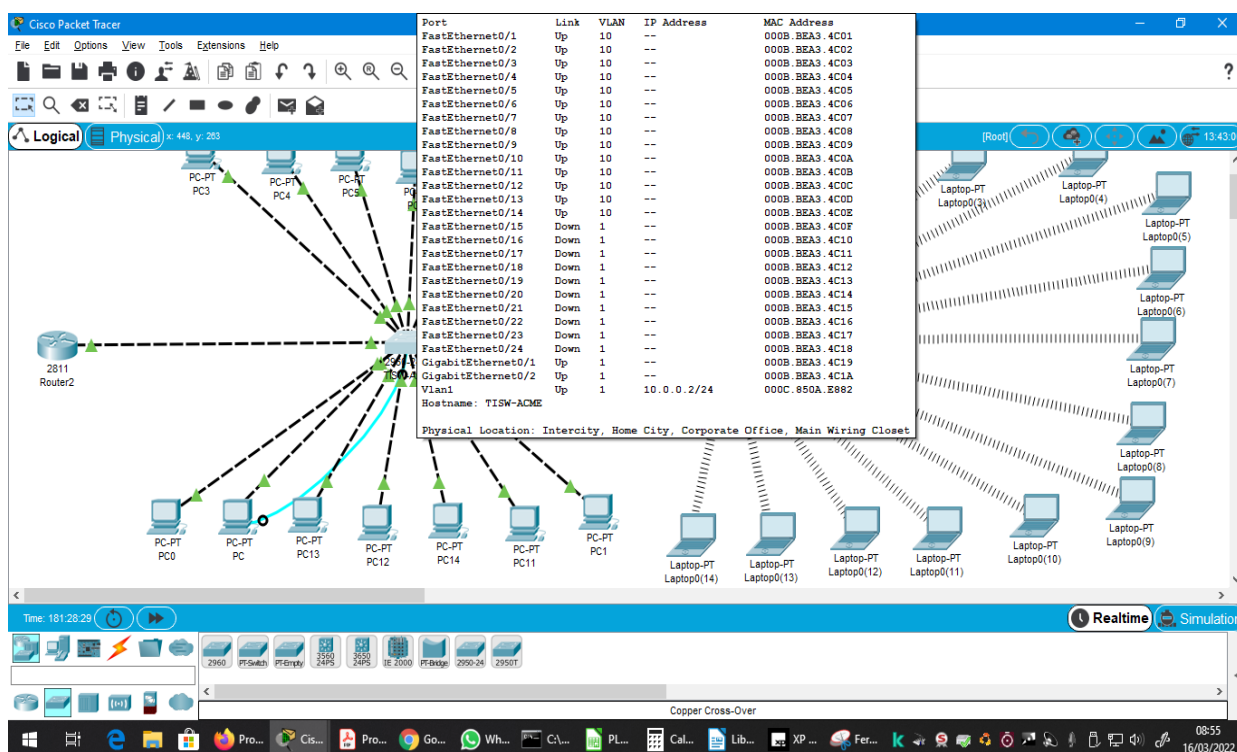 Cisco Packet Tracer
File Edit Options View Tools Extensions Help
Port Link VLAN IP Address MAC Address
FastEthernet0/1 Up 10 -- 000B.BEA3.4C01
FastEthernet0/2 Up 10 -- 000B.BEA3.4C02
FastEthernet0/3 Up 10 -- 000B.BEA3.4C03
FastEthernet0/4 Up 10 -- 000B.BEA3.4C04
FastEthernet0/5 Up 10 -- 000B.BEA3.4C05
FastEthernet0/6 Up 10 -- 000B.BEA3.4C06
FastEthernet0/7 Up 10 -- 000B.BEA3.4C07
FastEthernet0/8 Up 10 -- 000B.BEA3.4C08
FastEthernet0/9 Up 10 -- 000B.BEA3.4C09
FastEthernet0/10 Up 10 -- 000B.BEA3.4C0A
FastEthernet0/11 Up 10 -- 000B.BEA3.4C0B
FastEthernet0/12 Up 10 -- 000B.BEA3.4C0C
FastEthernet0/13 Up 10 -- 000B.BEA3.4C0D
FastEthernet0/14 Up 10 -- 000B.BEA3.4C0E
FastEthernet0/15 Down 1 -- 000B.BEA3.4C0F
FastEthernet0/16 Down 1 -- 000B.BEA3.4C10
FastEthernet0/17 Down 1 -- 000B.BEA3.4C11
FastEthernet0/18 Down 1 -- 000B.BEA3.4C12
FastEthernet0/19 Down 1 -- 000B.BEA3.4C13
FastEthernet0/20 Down 1 -- 000B.BEA3.4C14
FastEthernet0/21 Down 1 -- 000B.BEA3.4C15
FastEthernet0/22 Down 1 -- 000B.BEA3.4C16
FastEthernet0/23 Down 1 -- 000B.BEA3.4C17
FastEthernet0/24 Down 1 -- 000B.BEA3.4C18
GigabitEthernet0/1 Up 1 -- 000B.BEA3.4C19
GigabitEthernet0/2 Up 1 -- 000B.BEA3.4C1A
Vlan1 Up 1 10.0.0.2/24 000C.850A.E882
Hostname: TISW-ACME
Physical Location: Intercity, Home City, Corporate Office, Main Wiring Closet
Logical Physical x: 448, y: 263 [Root] 13:43:0
PC-PT
PC3
PC-PT
PC4
PC-PT
PC5
Laptop-PT
Laptop0(3)
Laptop-PT
Laptop0(4)
Laptop-PT
Laptop0(5)
Laptop-PT
Laptop0(6)
2811
Router2
Laptop-PT
Laptop0(7)
Laptop-PT
Laptop0(8)
Laptop-PT
Laptop0(9)
PC-PT
PC0
PC-PT
PC
PC-PT
PC13
PC-PT
PC12
PC-PT
PC14
PC-PT
PC11
PC-PT
PC1
Laptop-PT
Laptop0(14)
Laptop-PT
Laptop0(13)
Laptop-PT
Laptop0(12)
Laptop-PT
Laptop0(11)
Laptop-PT
Laptop0(10)
Time: 181:28:29 Realtime Simulation
2960 PT-Switch PT-Empty 3560 24PS 3650 24PS IE 2000 PT-Bridge 2950-24 2950T
Copper Cross-Over
Pro... Cis... Pro... Go... Wh... C:\... PL... Cal... Lib... XP ... Fer...
08:55
16/03/2022